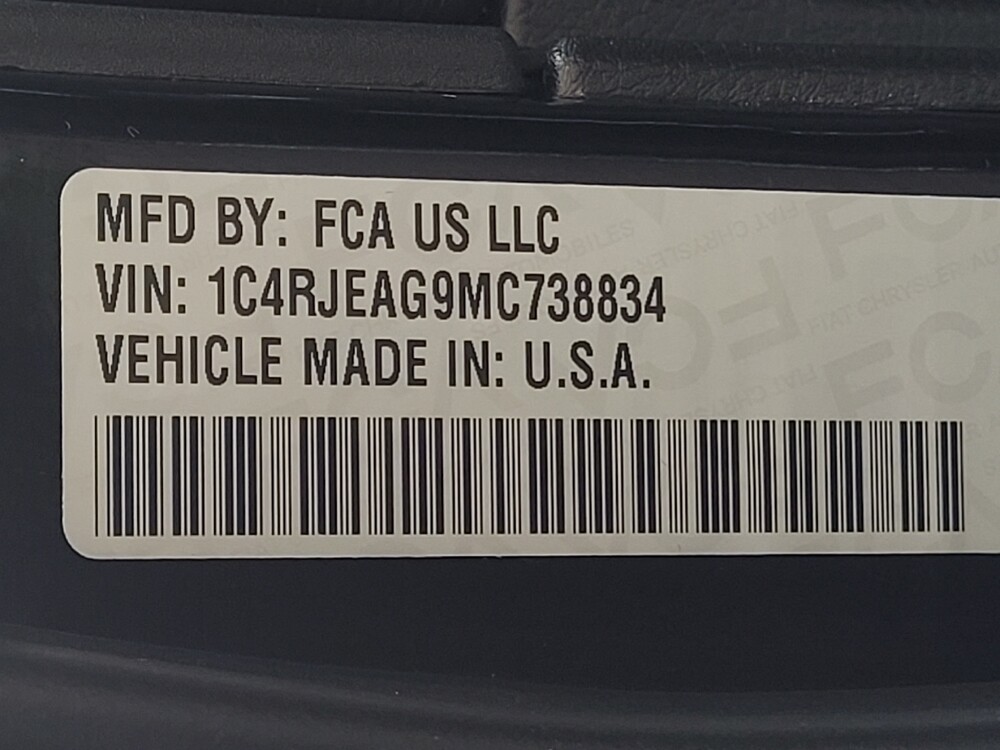 MFD BY: FCA US LLC
VIN: 1C4RJEAG9MC738834
VEHICLE MADE IN: U.S.A.